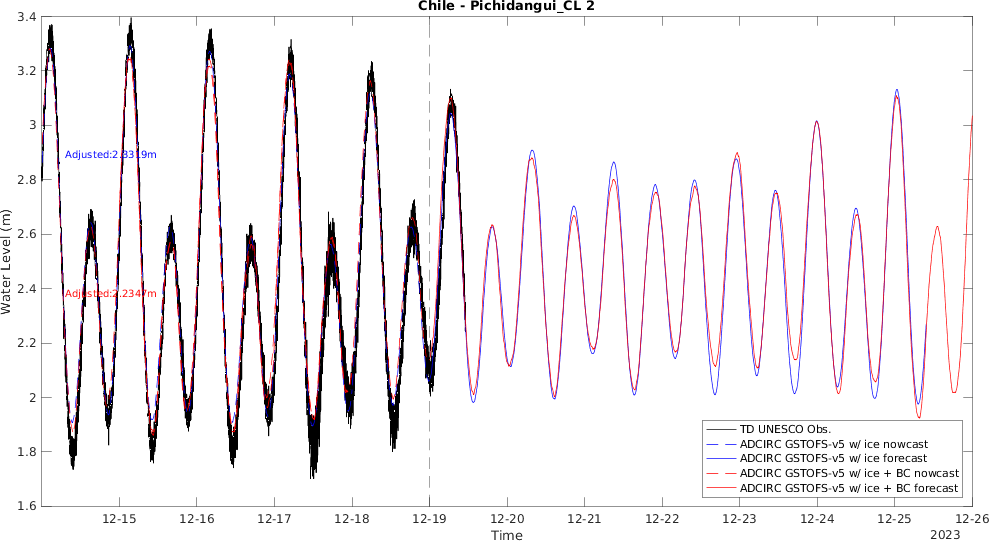 Chile - Pichidangui_CL 2
3.4
3.2
3
2.8
2.6
2.4
2.2
2
1.8
1.6
Water Level (m)
Adjusted:2.3319m
Adjusted:2.2347m
TD UNESCO Obs.
ADCIRC GSTOFS-v5 w/ ice nowcast
ADCIRC GSTOFS-v5 w/ ice forecast
ADCIRC GSTOFS-v5 w/ ice + BC nowcast
ADCIRC GSTOFS-v5 w/ ice + BC forecast
12-15 12-16 12-17 12-18 12-19 12-20 12-21 12-22 12-23 12-24 12-25 12-26
Time
2023